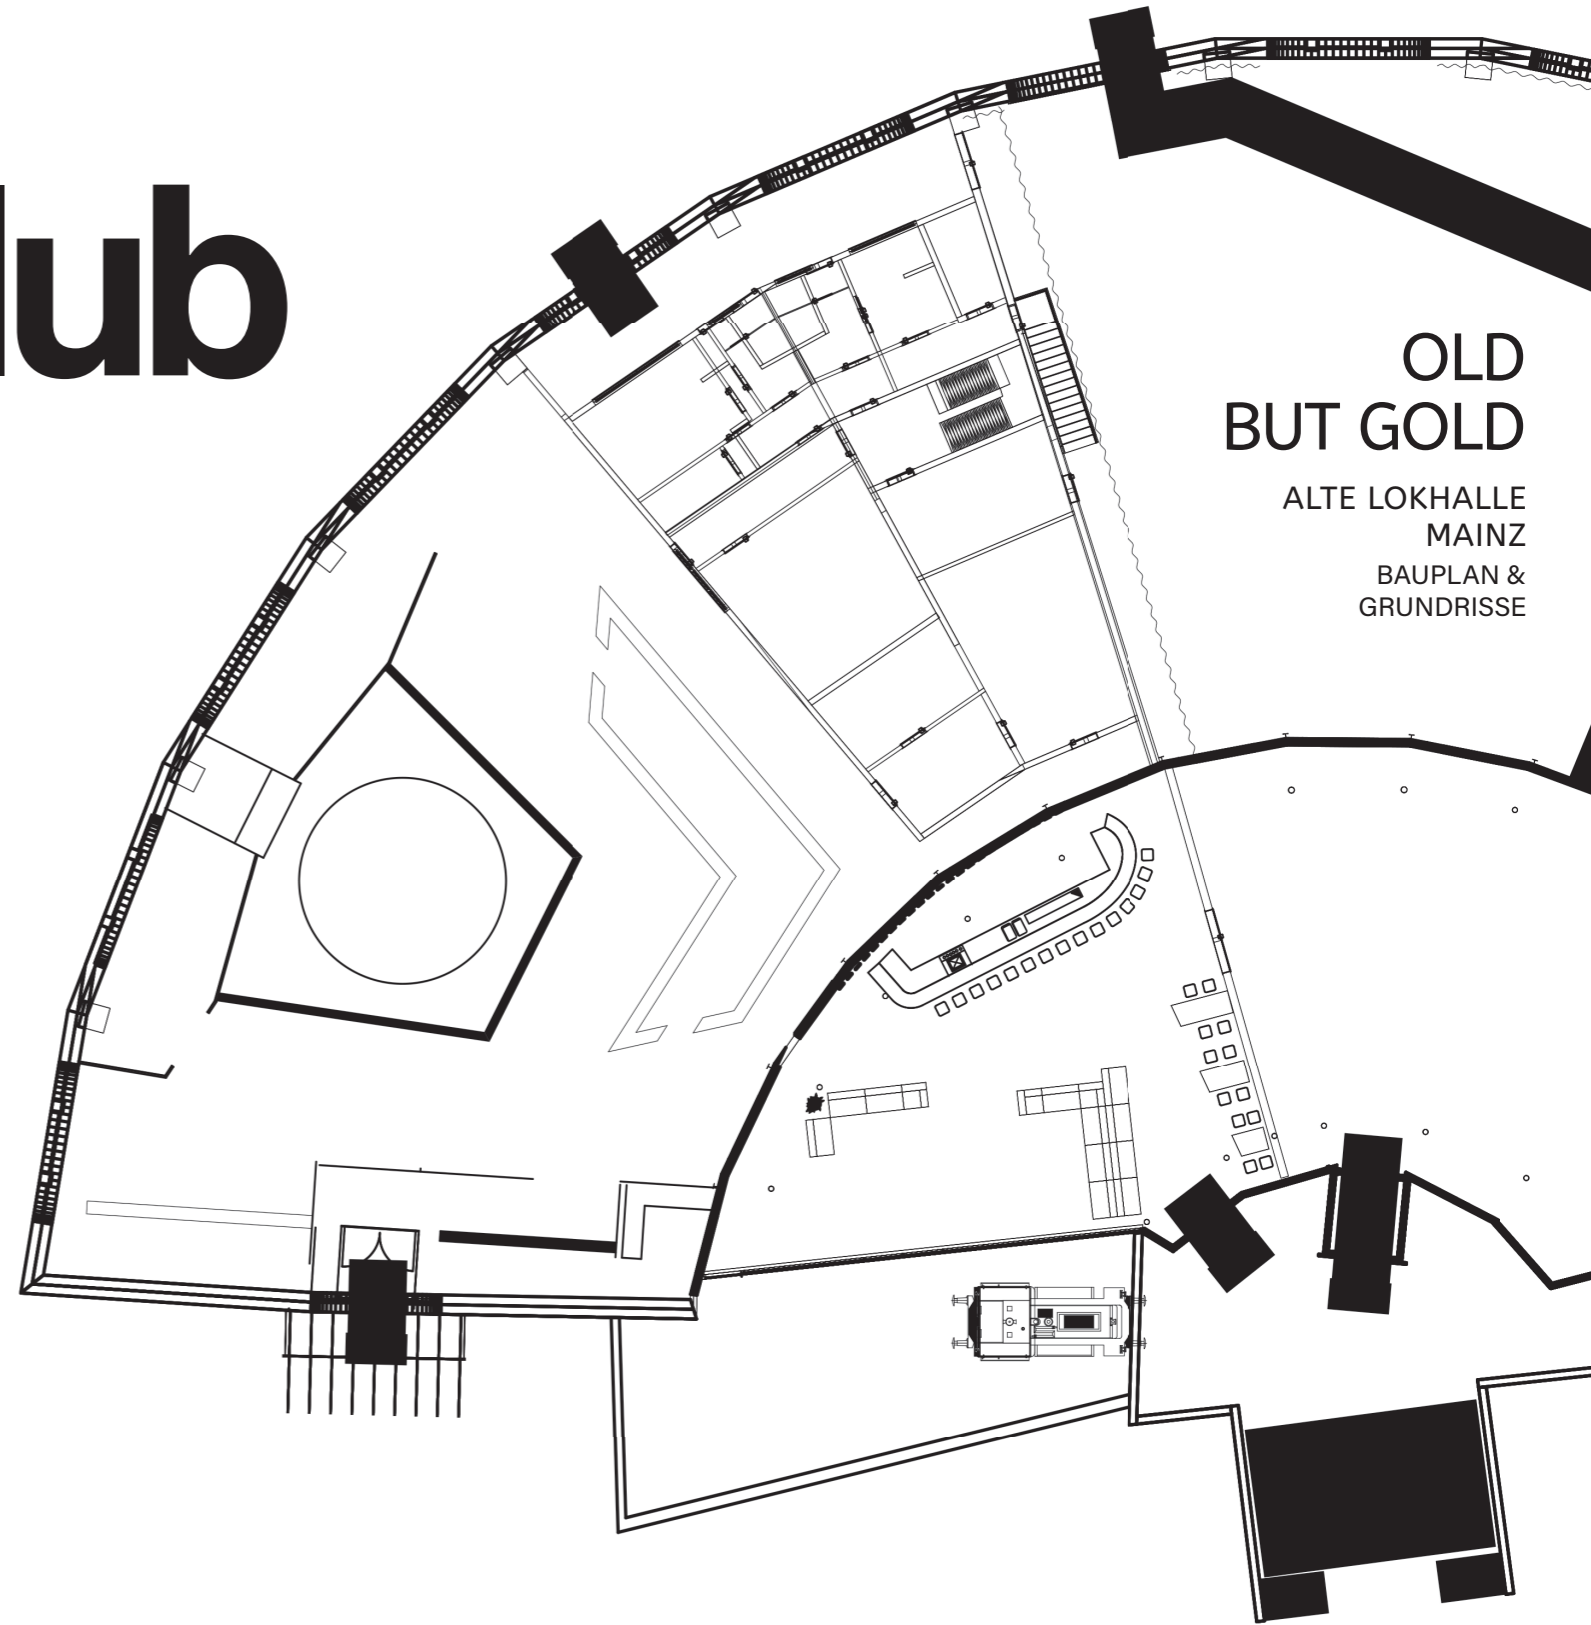 lub
OLD
BUT GOLD
ALTE LOKHALLE
MAINZ
BAUPLAN &
GRUNDRISSE